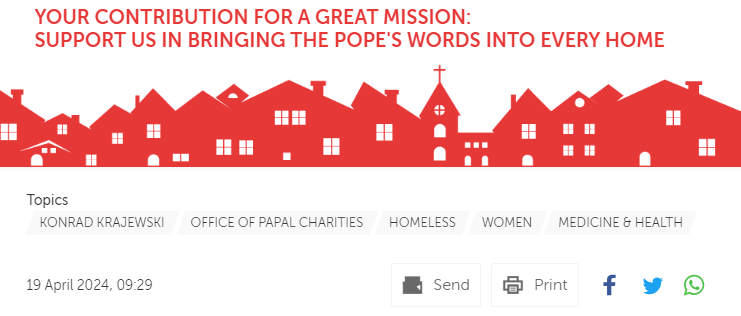 YOUR CONTRIBUTION FOR A GREAT MISSION:
SUPPORT US IN BRINGING THE POPE'S WORDS INTO EVERY HOME
Topics
KONRAD KRAJEWSKI OFFICE OF PAPAL CHARITIES HOMELESS WOMEN MEDICINE & HEALTH
19 April 2024, 09:29 Send Print